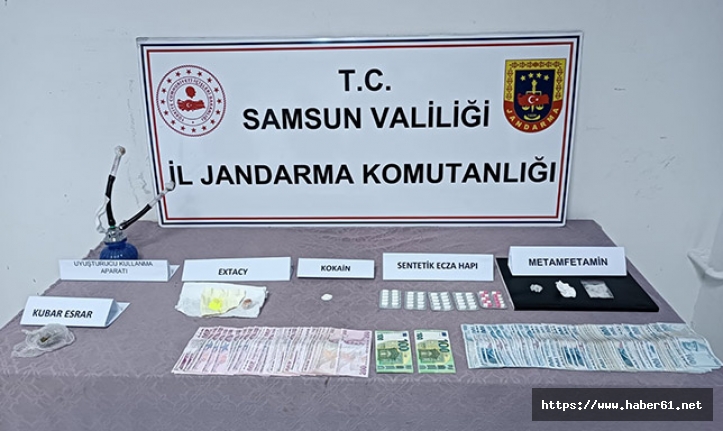 T.C.
SAMSUN VALİLİĞİ
İL JANDARMA KOMUTANLIĞI
JANDARMA
UYUŞTURUCU KULLANMA
APARATI
EXTACY
KOKAİN
SENTETİK ECZA HAPI
METAMFETAMİN
KUBAR ESRAR
100
100
https://www.haber61.net